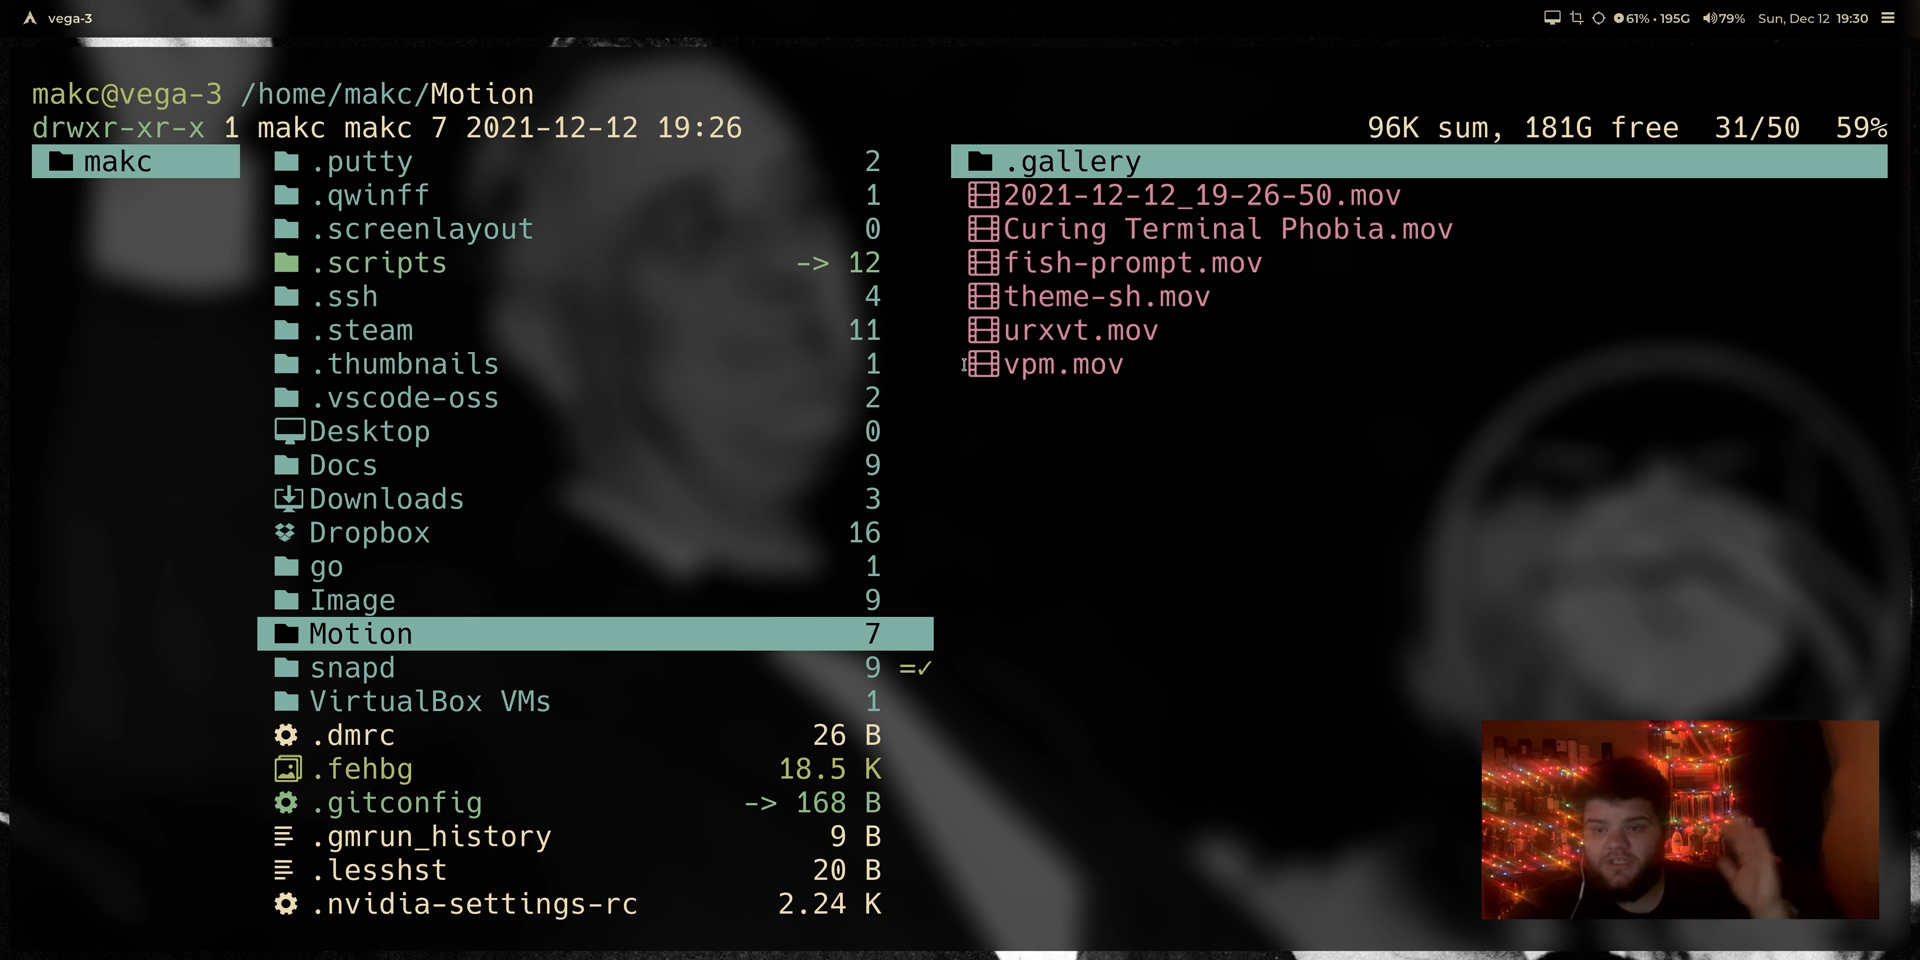 vega-3
61% · 195G 79% Sun, Dec 12 19:30
makc@vega-3 /home/makc/Motion
drwxr-xr-x 1 makc makc 7 2021-12-12 19:26
96K sum, 181G free 31/50 59%
makc
.putty 2
.qwinff 1
.screenlayout 0
.scripts -> 12
.ssh 4
.steam 11
.thumbnails 1
.vscode-oss 2
Desktop 0
Docs 9
Downloads 3
Dropbox 16
go 1
Image 9
Motion 7
snapd 9 =✓
VirtualBox VMs 1
.dmrc 26 B
.fehbg 18.5 K
.gitconfig -> 168 B
.gmrun_history 9 B
.lesshst 20 B
.nvidia-settings-rc 2.24 K
.gallery
2021-12-12_19-26-50.mov
Curing Terminal Phobia.mov
fish-prompt.mov
theme-sh.mov
urxvt.mov
vpm.mov